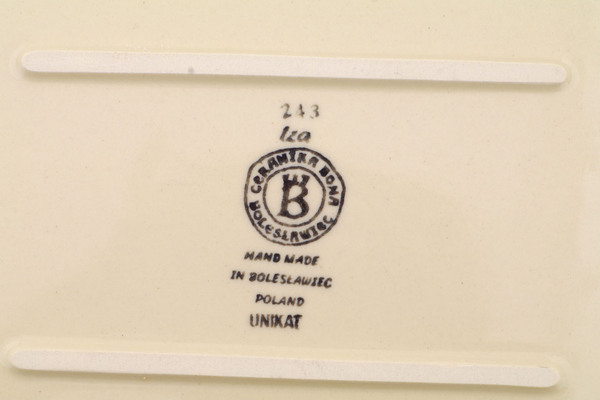 243
Iza
CERAMIKA BONA
B
BOLESŁAWIEC
HAND MADE
IN BOLESŁAWIEC
POLAND
UNIKAT